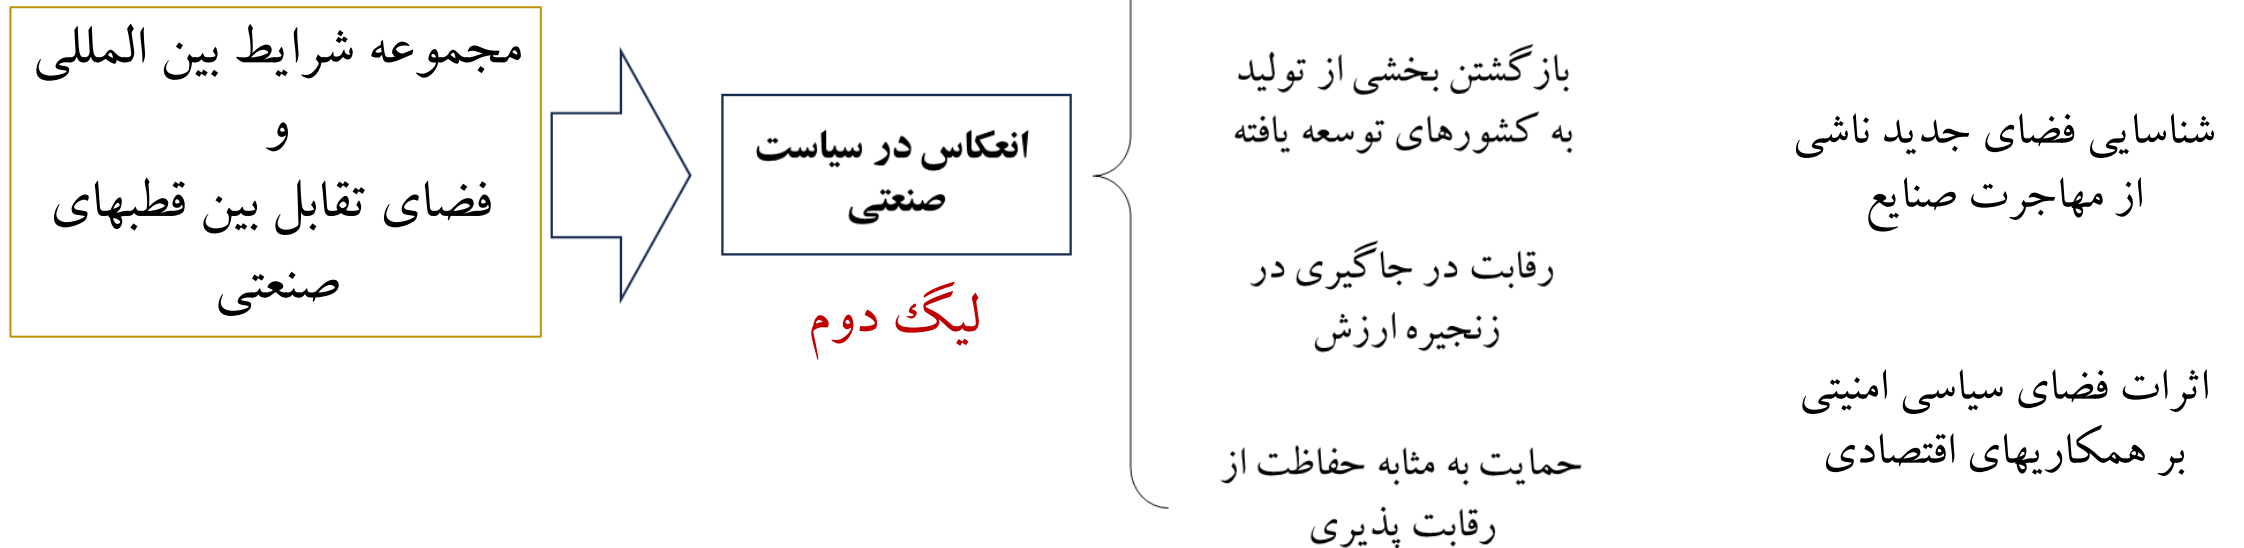 مجموعه شرایط بین المللی
و
فضای تقابل بین قطبهای
صنعتی
انعکاس در سیاست
صنعتی
لیگ دوم
بازگشتن بخشی از تولید
به کشورهای توسعه یافته
رقابت در جاگیری در
زنجیره ارزش
حمایت به مثابه حفاظت از
رقابت پذیری
شناسایی فضای جدید ناشی
از مهاجرت صنایع
اثرات فضای سیاسی امنیتی
بر همکاریهای اقتصادی